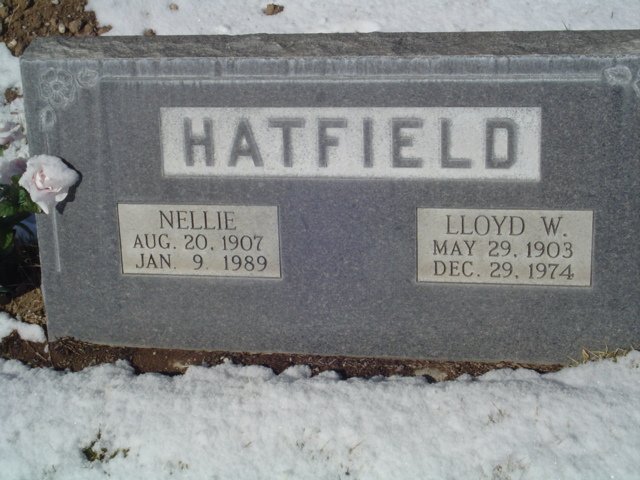 HATFIELD
NELLIE
AUG. 20, 1907
JAN. 9. 1989
LLOYD W.
MAY 29, 1903
DEC. 29, 1974